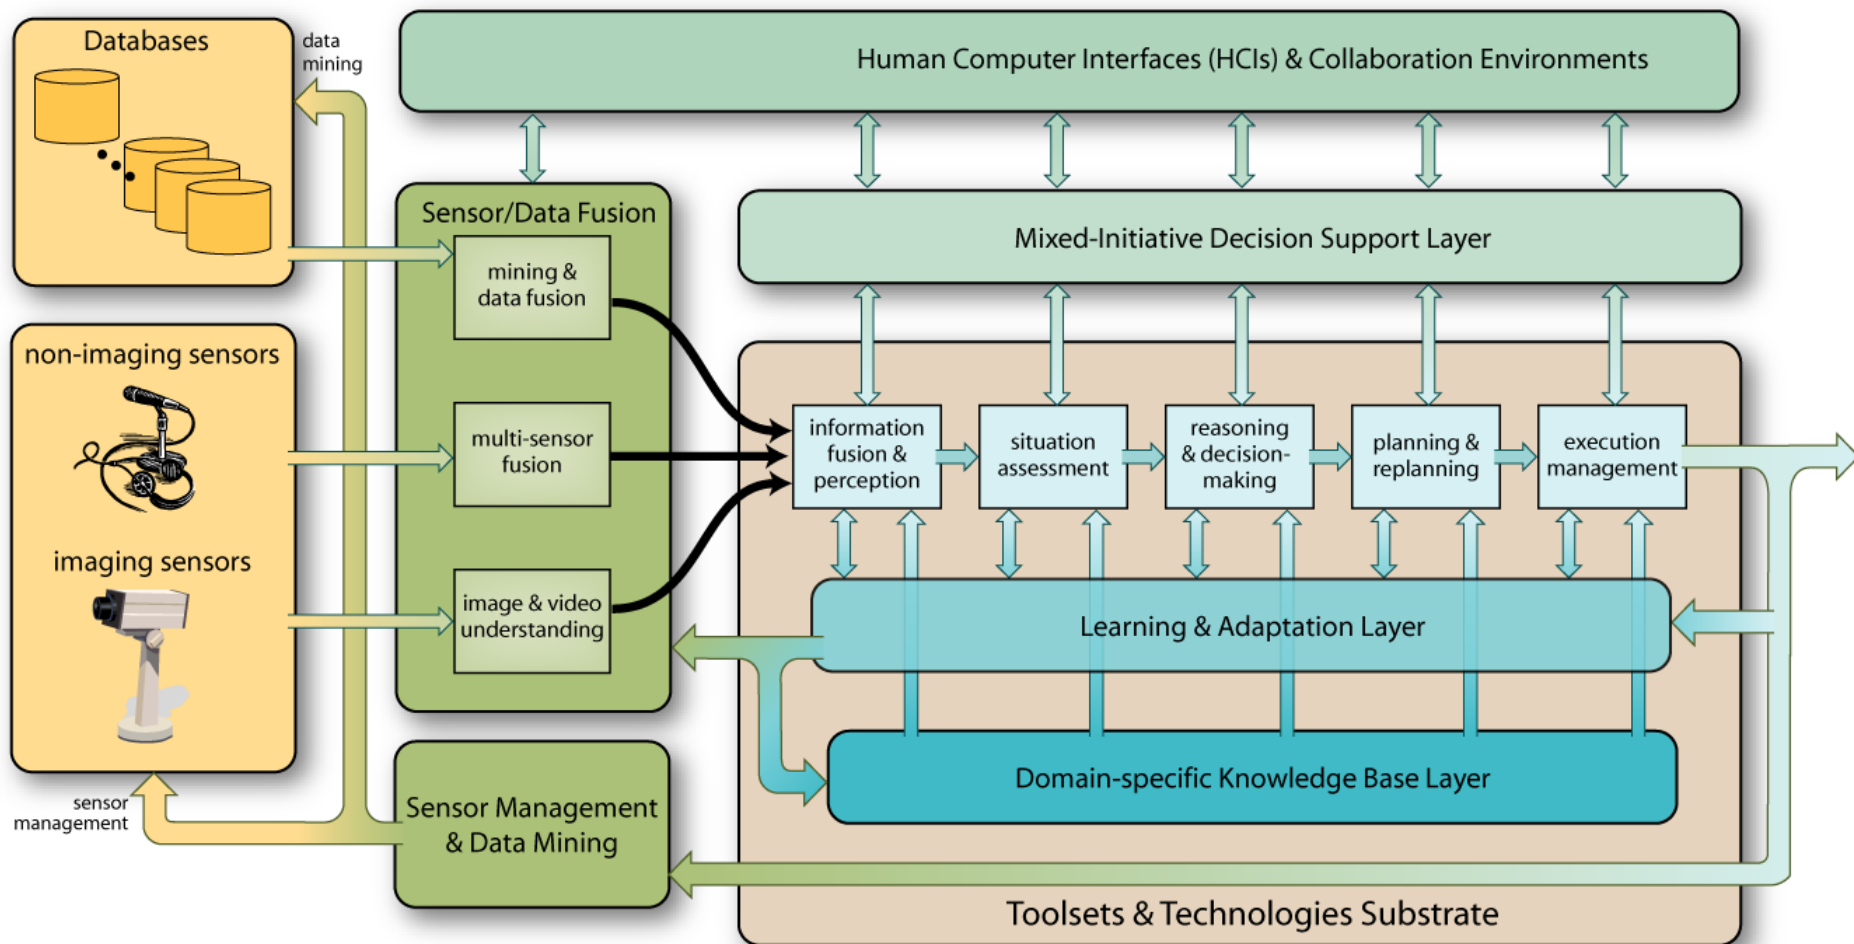 Databases
data
mining
Human Computer Interfaces (HCIs) & Collaboration Environments
Sensor/Data Fusion
mining &
data fusion
Mixed-Initiative Decision Support Layer
non-imaging sensors
multi-sensor
fusion
information
fusion &
perception
situation
assessment
reasoning
& decision-
making
planning &
replanning
execution
management
imaging sensors
image & video
understanding
Learning & Adaptation Layer
Domain-specific Knowledge Base Layer
sensor
management
Sensor Management
& Data Mining
Toolsets & Technologies Substrate